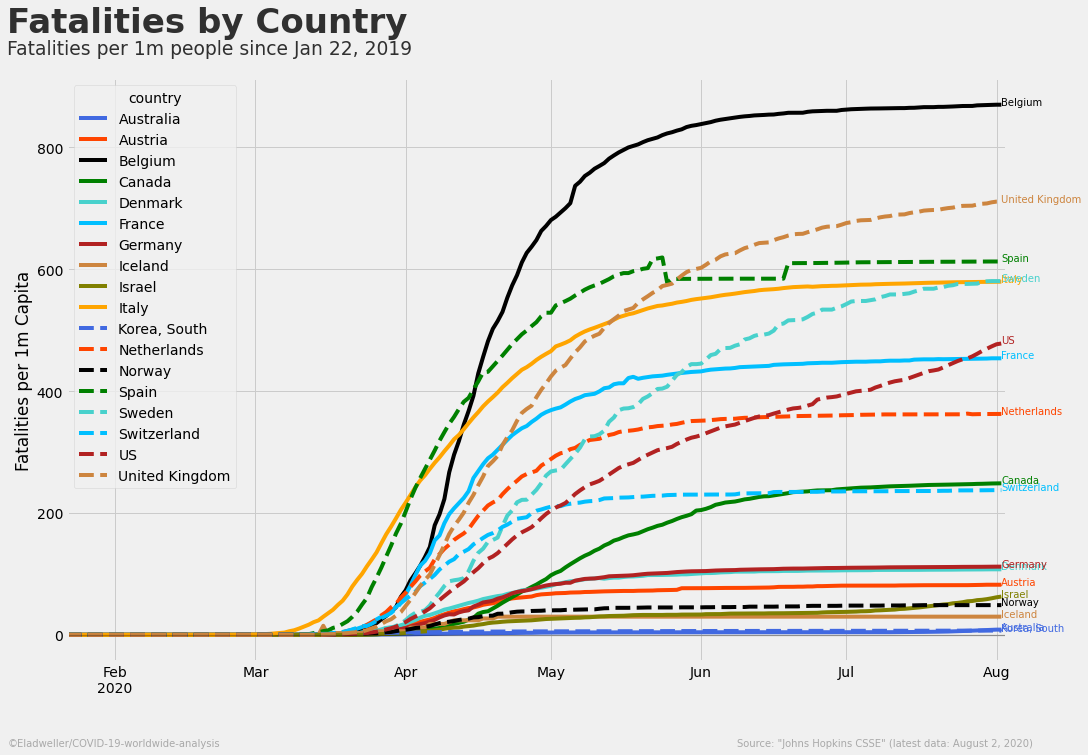 Fatalities by Country
Fatalities per 1m people since Jan 22, 2019
country
Australia
Austria
Belgium
Canada
Denmark
France
Germany
Iceland
Israel
Italy
Korea, South
Netherlands
Norway
Spain
Sweden
Switzerland
US
United Kingdom
Fatalities per 1m Capita
800
600
400
200
0
Belgium
United Kingdom
Spain
Sweden
Italy
US
France
Netherlands
Canada
Switzerland
Germany
Denmark
Austria
Israel
Norway
Iceland
Australia
Korea, South
Feb
2020
Mar
Apr
May
Jun
Jul
Aug
©Eladweller/COVID-19-worldwide-analysis
Source: "Johns Hopkins CSSE" (latest data: August 2, 2020)